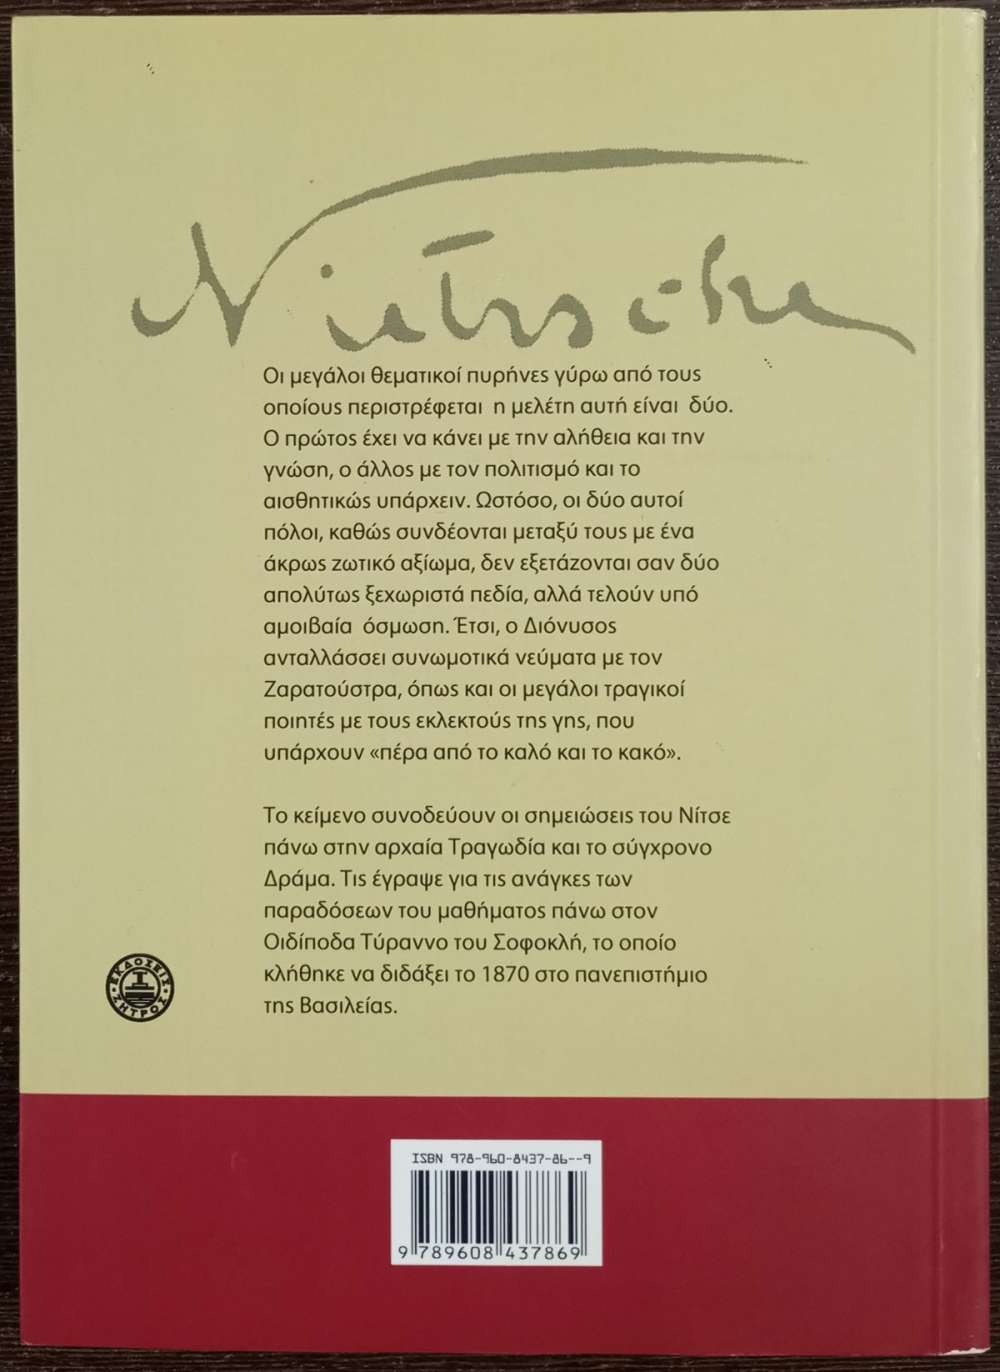 Nietzsche
Οι μεγάλοι θεματικοί πυρήνες γύρω από τους
οποίους περιστρέφεται η μελέτη αυτή είναι δύο.
Ο πρώτος έχει να κάνει με την αλήθεια και την
γνώση, ο άλλος με τον πολιτισμό και το
αισθητικώς υπάρχειν. Ωστόσο, οι δύο αυτοί
πόλοι, καθώς συνδέονται μεταξύ τους με ένα
άκρως ζωτικό αξίωμα, δεν εξετάζονται σαν δύο
απολύτως ξεχωριστά πεδία, αλλά τελούν υπό
αμοιβαία όσμωση. Έτσι, ο Διόνυσος
ανταλλάσσει συνωμοτικά νεύματα με τον
Ζαρατούστρα, όπως και οι μεγάλοι τραγικοί
ποιητές με τους εκλεκτούς της γης, που
υπάρχουν «πέρα από το καλό και το κακό».
Το κείμενο συνοδεύουν οι σημειώσεις του Νίτσε
πάνω στην αρχαία Τραγωδία και το σύγχρονο
Δράμα. Τις έγραψε για τις ανάγκες των
παραδόσεων του μαθήματος πάνω στον
Οιδίποδα Τύραννο του Σοφοκλή, το οποίο
κλήθηκε να διδάξει το 1870 στο πανεπιστήμιο
της Βασιλείας.
ΕΚΔΟΣΕΙΣ
ΖΗΤΡΟΣ
ISBN 978-960-8437-86--9
9 789608 437869